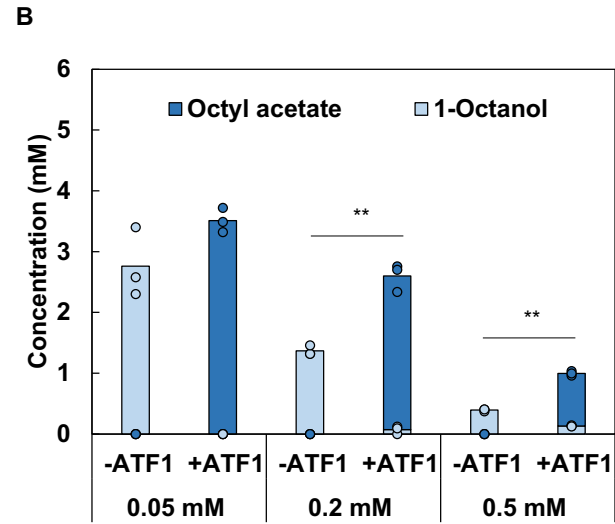 B
6
5
4
3
2
1
0
Concentration (mM)
Octyl acetate 1-Octanol
**
**
-ATF1 +ATF1 -ATF1 +ATF1 -ATF1 +ATF1
0.05 mM 0.2 mM 0.5 mM